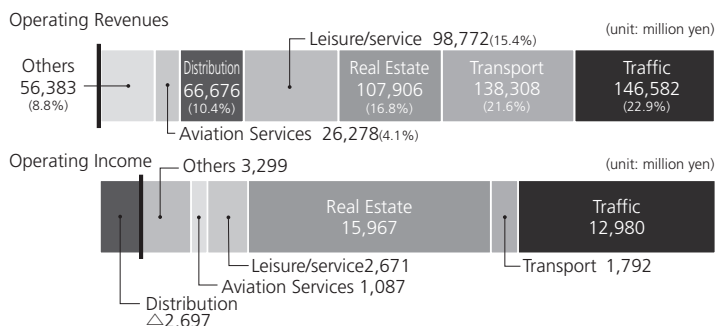 Operating Revenues
(unit: million yen)
Leisure/service 98,772(15.4%)
Others
56,383
(8.8%)
Distribution
66,676
(10.4%)
Real Estate
107,906
(16.8%)
Transport
138,308
(21.6%)
Traffic
146,582
(22.9%)
Aviation Services 26,278(4.1%)
Operating Income
(unit: million yen)
Others 3,299
Real Estate
15,967
Traffic
12,980
Leisure/service2,671
Transport 1,792
Aviation Services 1,087
Distribution
△2,697